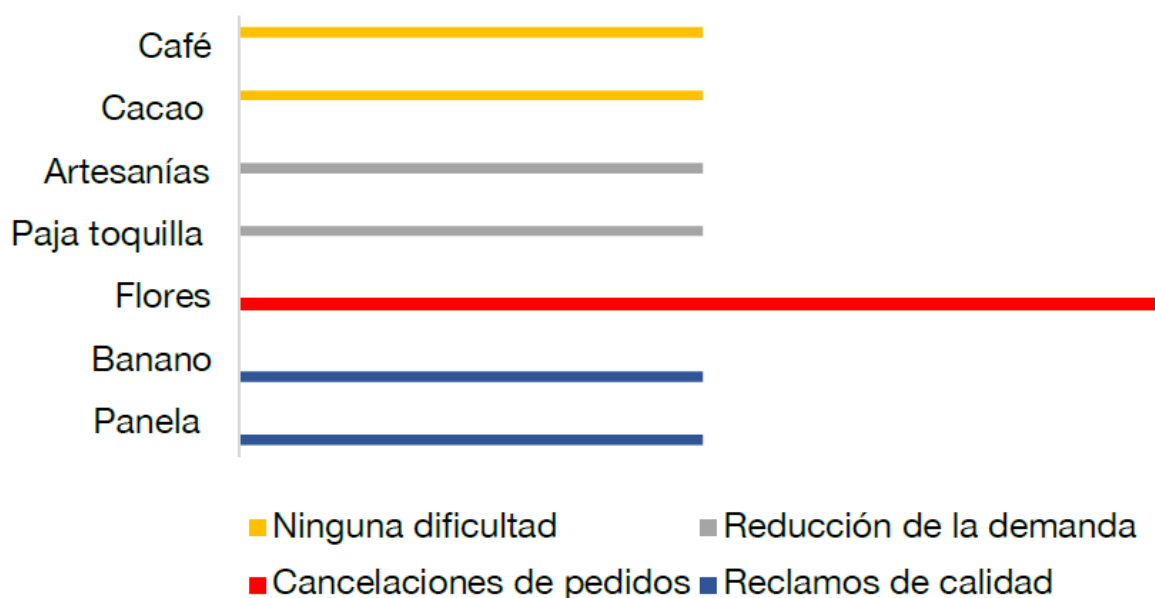 Café
Cacao
Artesanías
Paja toquilla
Flores
Banano
Panela
Ninguna dificultad
Reducción de la demanda
Cancelaciones de pedidos
Reclamos de calidad